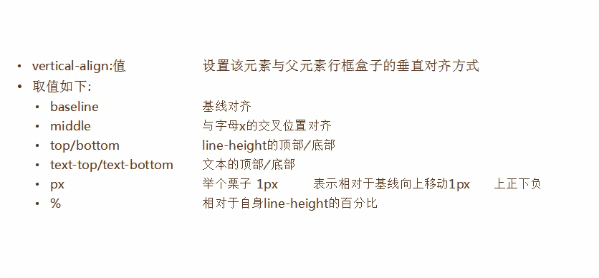 • vertical-align:值 设置该元素与父元素行框盒子的垂直对齐方式
• 取值如下:
• baseline 基线对齐
• middle 与字母x的交叉位置对齐
• top/bottom line-height的顶部/底部
• text-top/text-bottom 文本的顶部/底部
• px 举个栗子 1px 表示相对于基线向上移动1px 上正下负
• % 相对于自身line-height的百分比